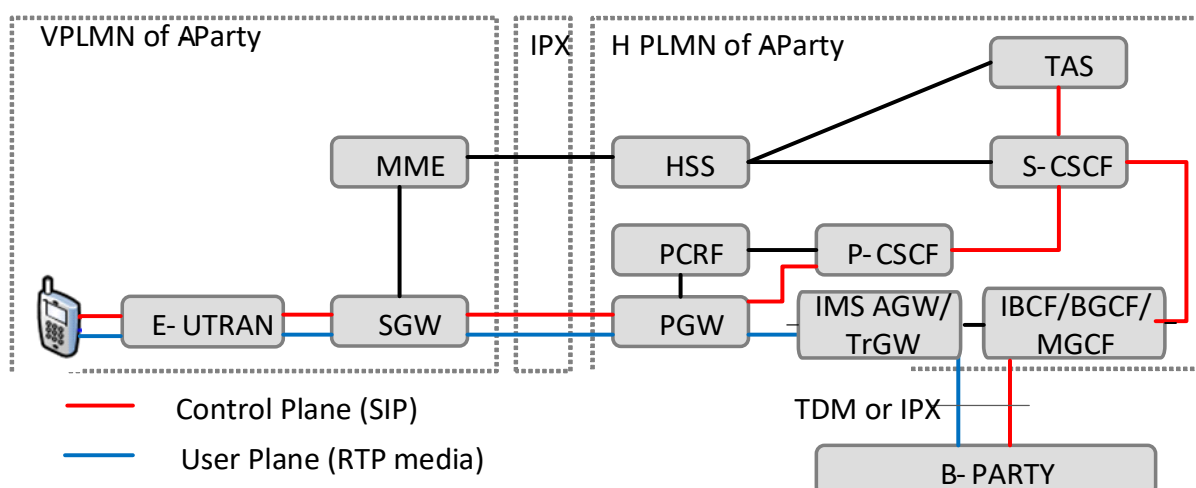 VPLMN of AParty
IPX
H PLMN of AParty
TAS
MME
HSS
S-CSCF
PCRF
P-CSCF
E-UTRAN
SGW
PGW
IMS AGW/
TrGW
IBCF/BGCF/
MGCF
Control Plane (SIP)
TDM or IPX
User Plane (RTP media)
B-PARTY